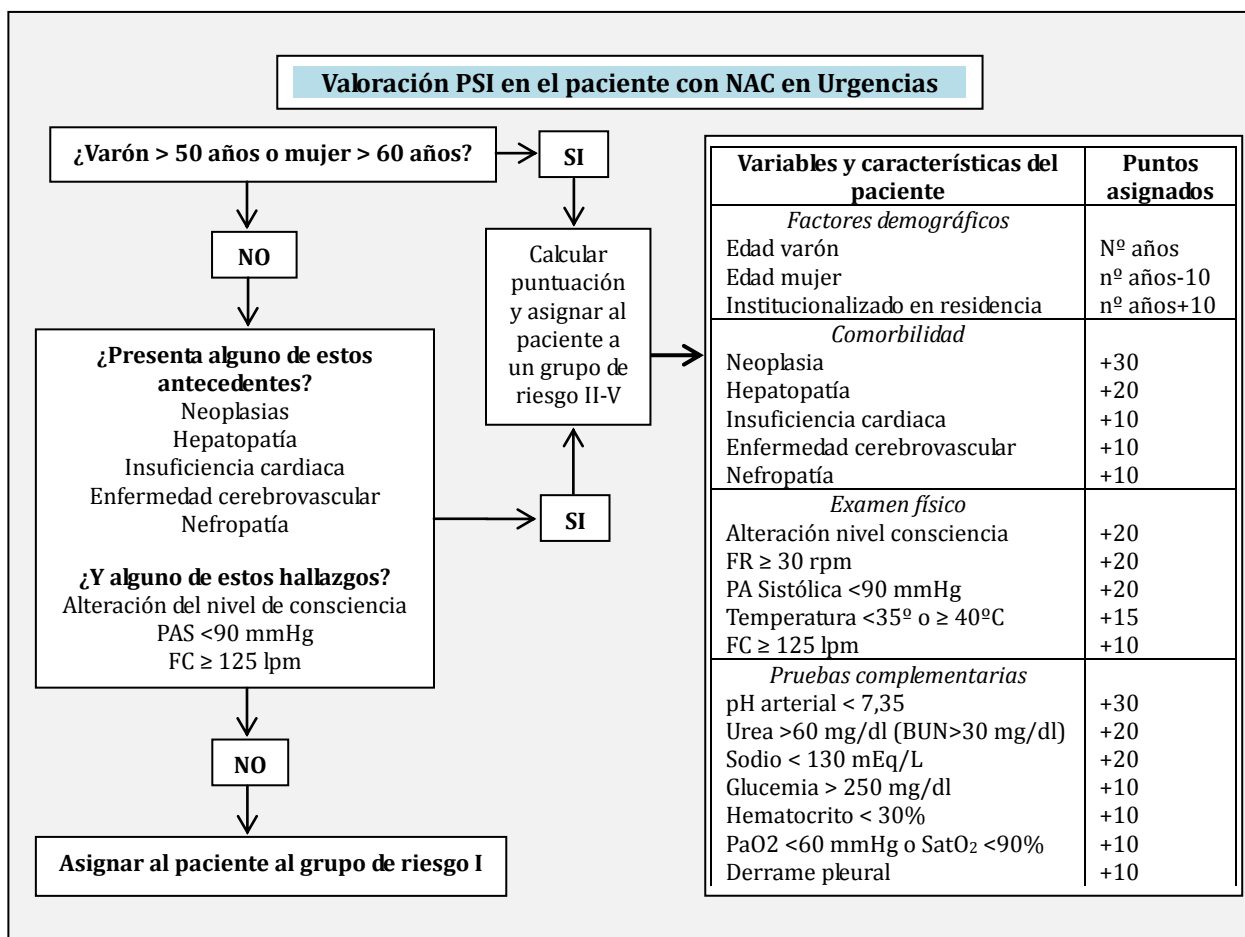 Valoración PSI en el paciente con NAC en Urgencias
¿Varón > 50 años o mujer > 60 años?
SI
NO
Calcular
puntuación
y asignar al
paciente a
un grupo de
riesgo II-V
¿Presenta alguno de estos
antecedentes?
Neoplasias
Hepatopatía
Insuficiencia cardiaca
Enfermedad cerebrovascular
Nefropatía
¿Y alguno de estos hallazgos?
Alteración del nivel de consciencia
PAS <90 mmHg
FC ≥ 125 lpm
SI
NO
Asignar al paciente al grupo de riesgo I
Variables y características del paciente Puntos asignados
Factores demográficos
Edad varón Nº años
Edad mujer nº años-10
Institucionalizado en residencia nº años+10
Comorbilidad
Neoplasia +30
Hepatopatía +20
Insuficiencia cardiaca +10
Enfermedad cerebrovascular +10
Nefropatía +10
Examen físico
Alteración nivel consciencia +20
FR ≥ 30 rpm +20
PA Sistólica <90 mmHg +20
Temperatura <35º o ≥ 40ºC +15
FC ≥ 125 lpm +10
Pruebas complementarias
pH arterial < 7,35 +30
Urea >60 mg/dl (BUN>30 mg/dl) +20
Sodio < 130 mEq/L +20
Glucemia > 250 mg/dl +10
Hematocrito < 30% +10
PaO2 <60 mmHg o SatO₂ <90% +10
Derrame pleural +10